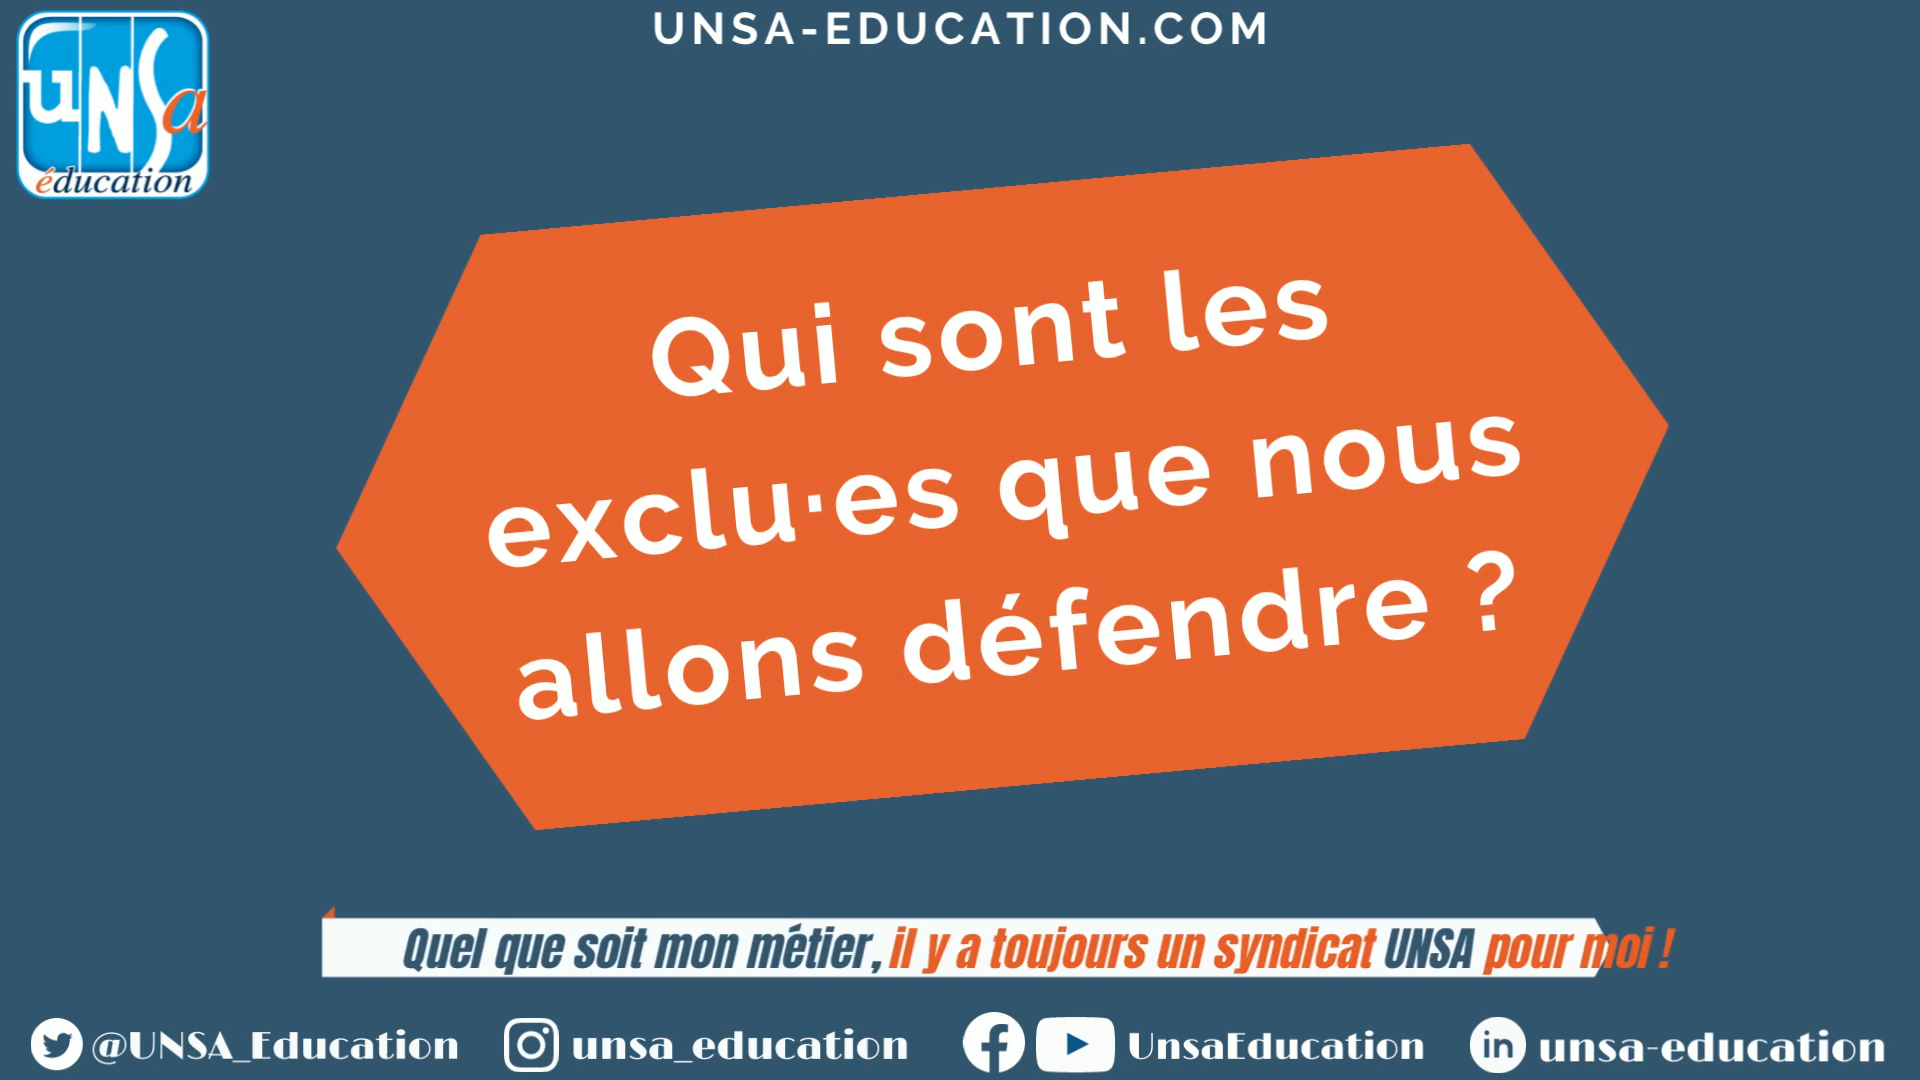 UNSA-EDUCATION.COM
uNSa
éducation
Qui sont les
exclu·es que nous
allons défendre ?
Quel que soit mon métier, il y a toujours un syndicat UNSA pour moi !
@UNSA_Education unsa_education UnsaEducation unsa-education